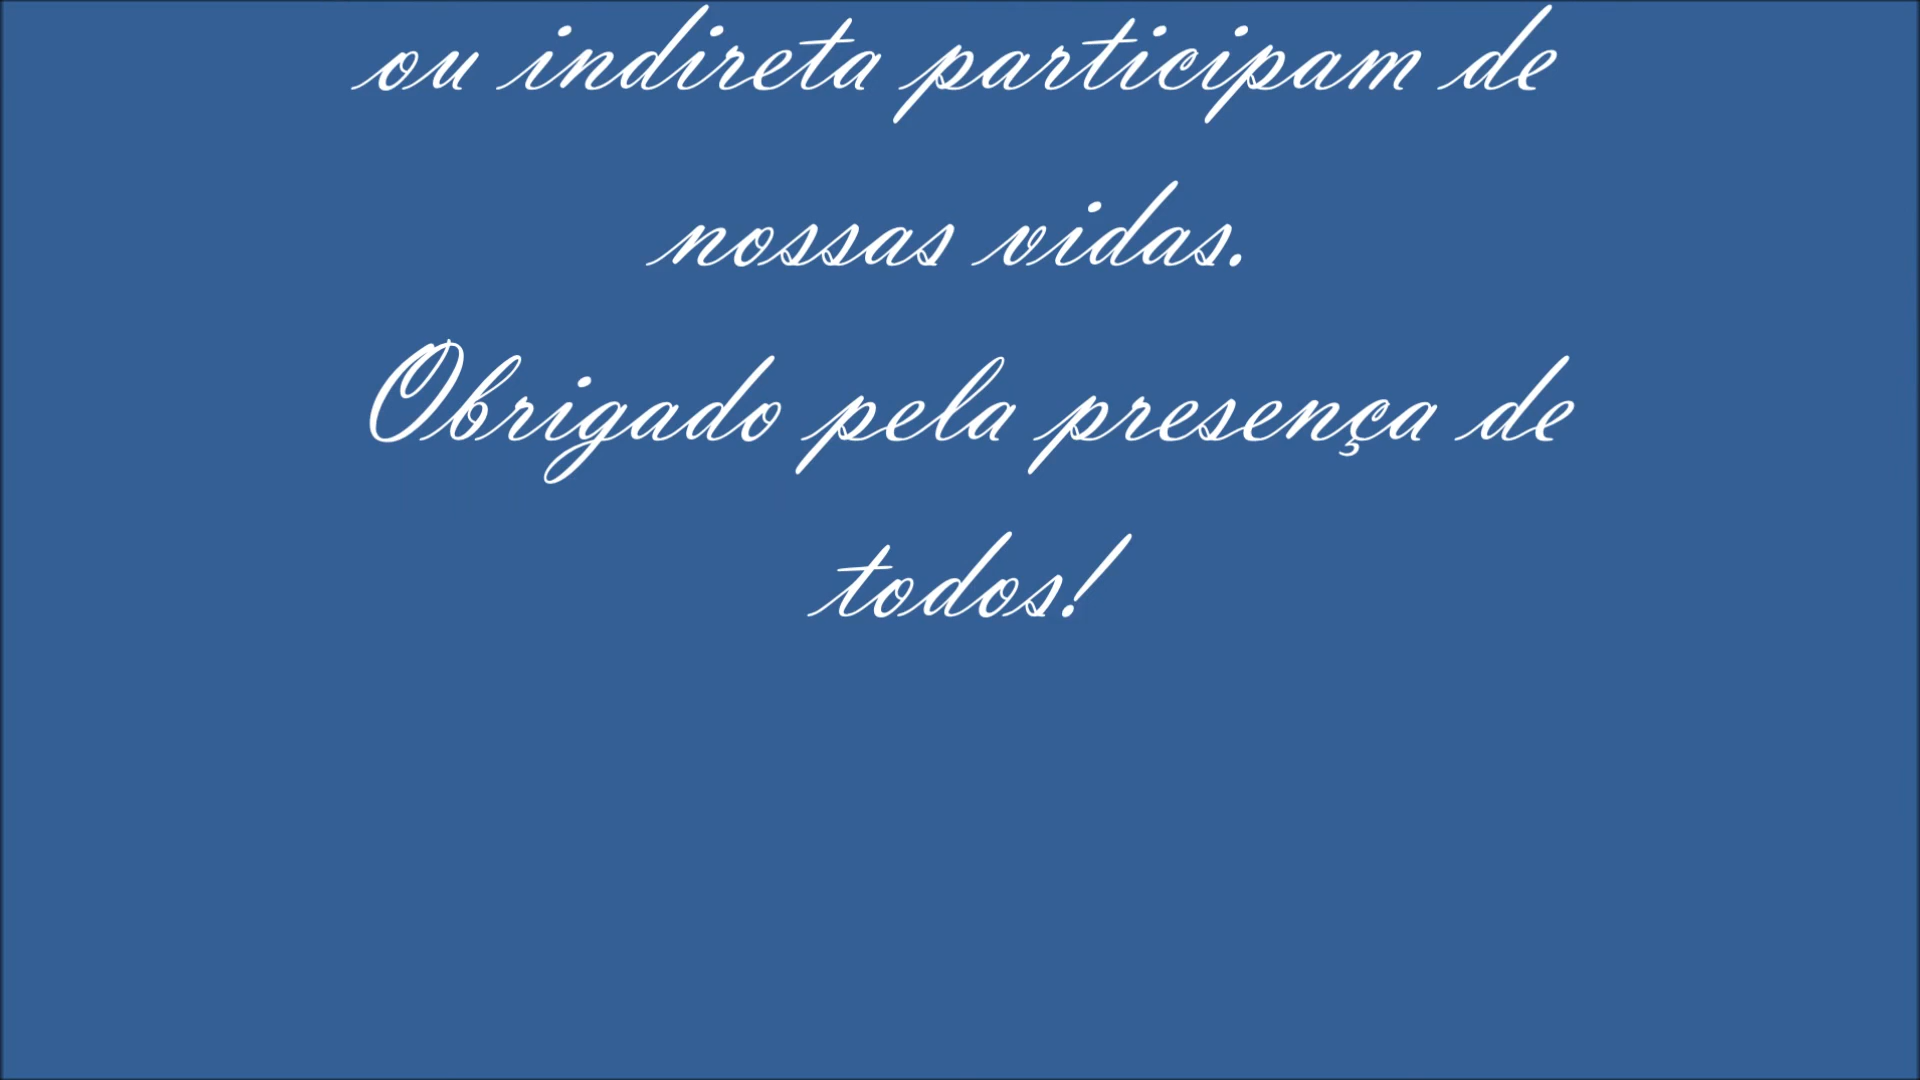 ou indireta participam de
nossas vidas.
Obrigado pela presença de
todos!